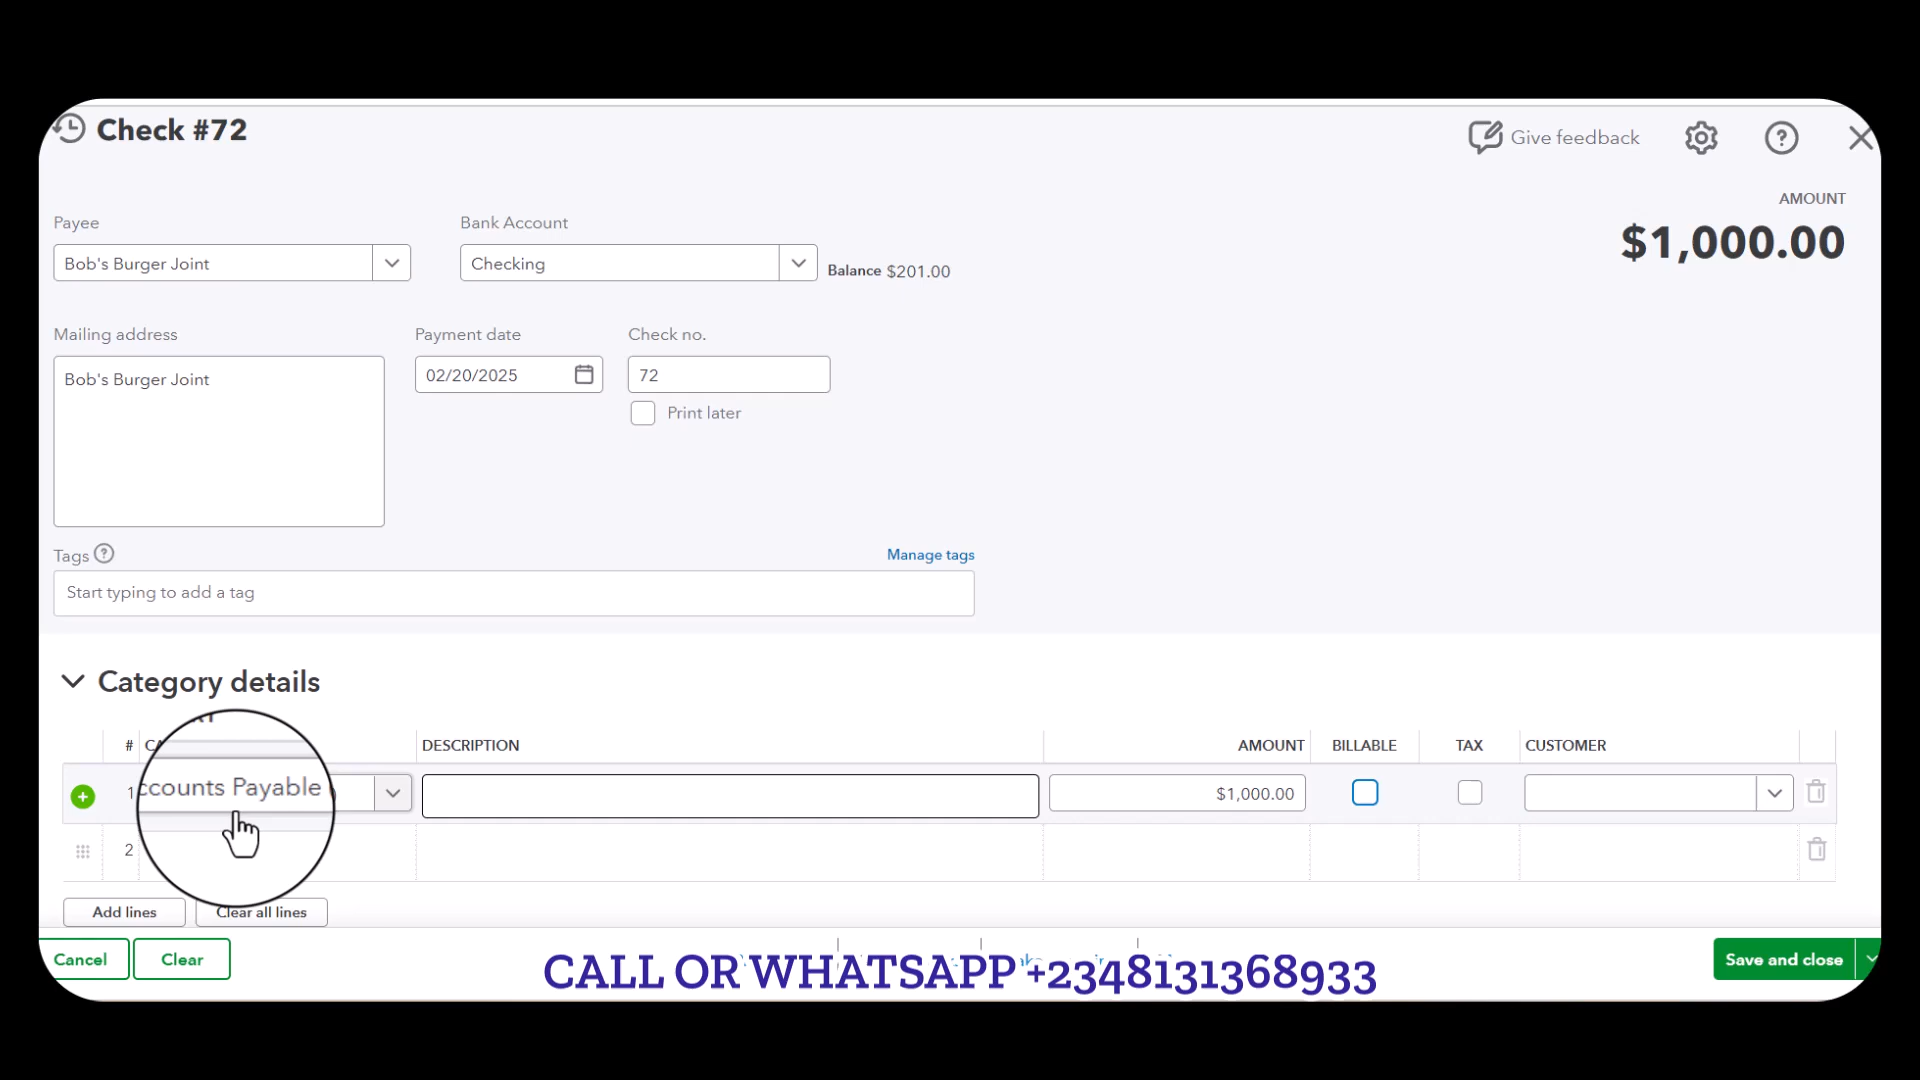 Check #72
Give feedback
AMOUNT
$1,000.00
Payee
Bob's Burger Joint
Bank Account
Checking
Balance $201.00
Mailing address
Bob's Burger Joint
Payment date
02/20/2025
Check no.
72
Print later
Tags
Manage tags
Start typing to add a tag
Category details
# DESCRIPTION AMOUNT BILLABLE TAX CUSTOMER
1 ccounts Payable $1,000.00
2
Add lines Clear all lines
Cancel Clear
CALL OR WHATSAPP +2348131368933
Save and close